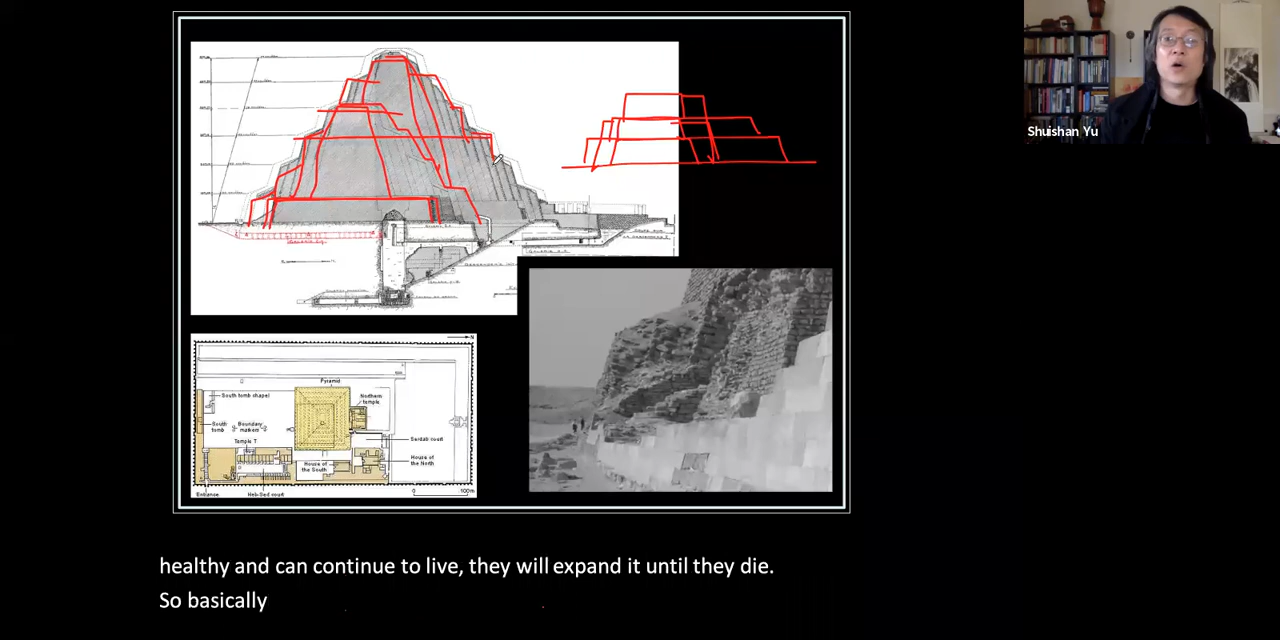 Shuishan Yu
Pyramid
South tomb chapel
Northern
temple
South
tomb
Boundary
markers
Temple T
Serdab court
House of
the South
House of
the North
Entrance
Heb-Sed court
0
100m
N
healthy and can continue to live, they will expand it until they die.
So basically